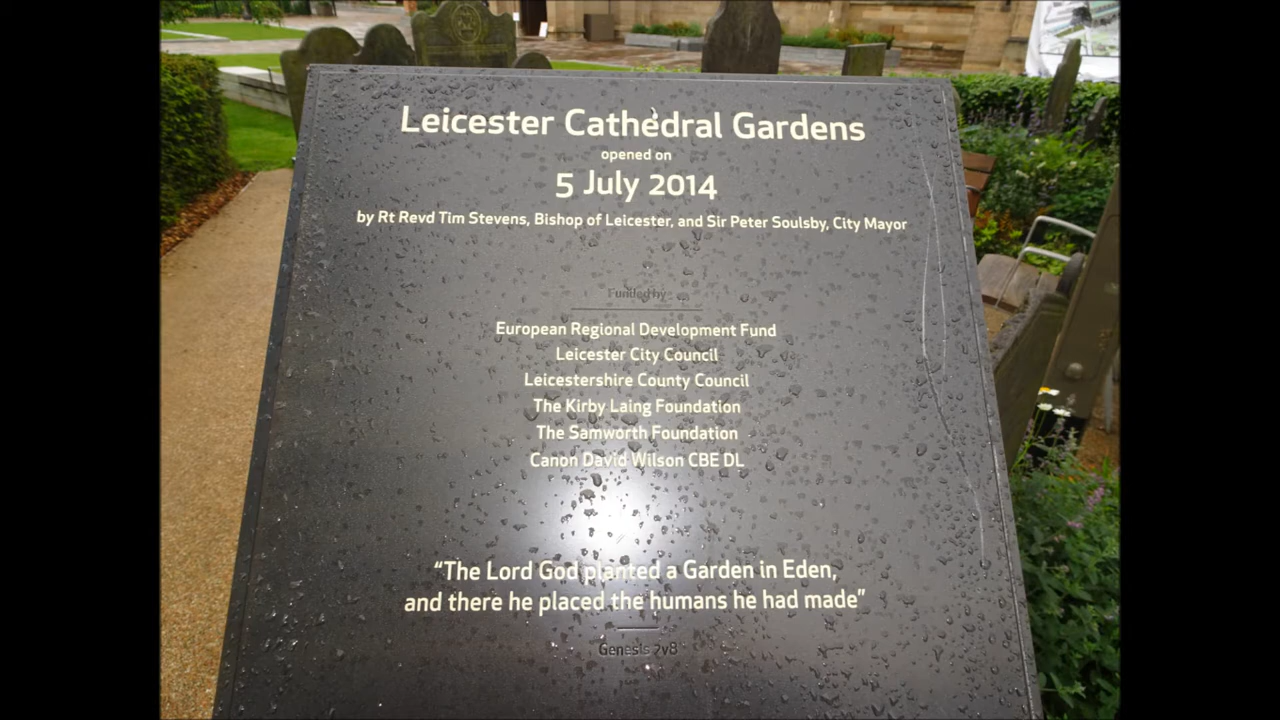 Leicester Cathedral Gardens
opened on
5 July 2014
by Rt Revd Tim Stevens, Bishop of Leicester, and Sir Peter Soulsby, City Mayor
Funded by
European Regional Development Fund
Leicester City Council
Leicestershire County Council
The Kirby Laing Foundation
The Samworth Foundation
Canon David Wilson CBE DL
“The Lord God planted a Garden in Eden,
and there he placed the humans he had made”
Genesis 2v8